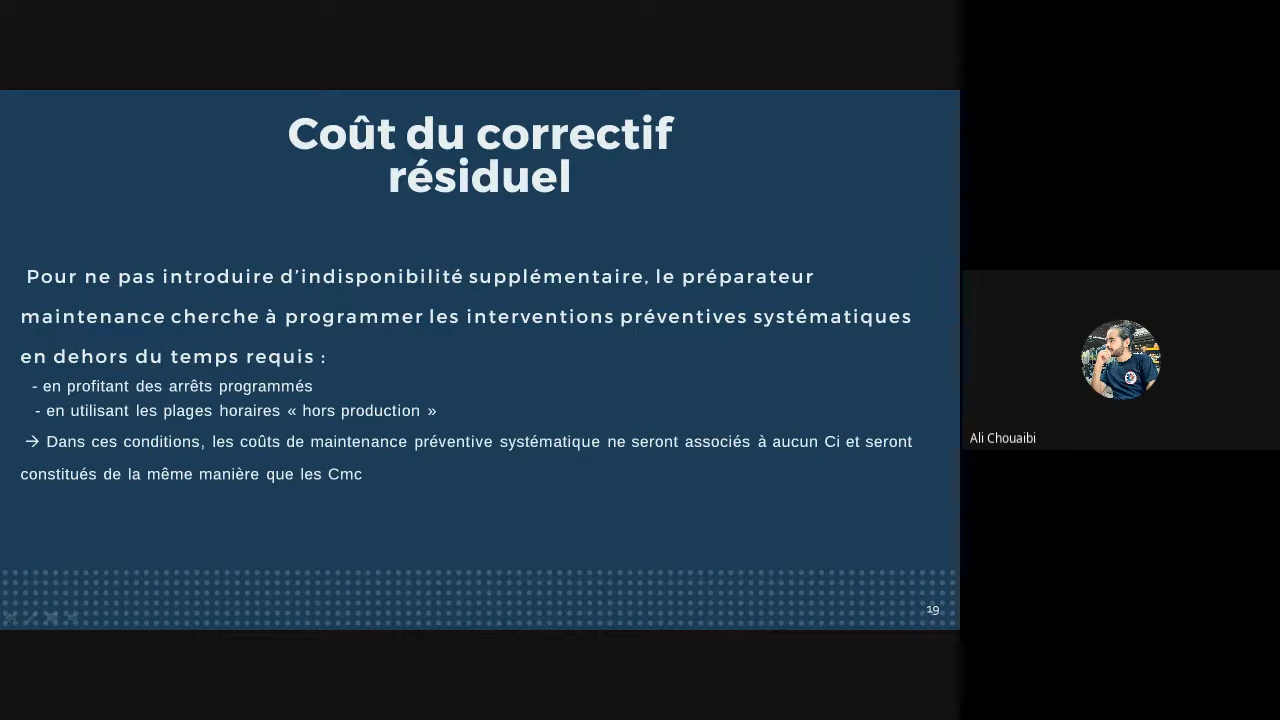 Coût du correctif
résiduel
Pour ne pas introduire d’indisponibilité supplémentaire, le préparateur
maintenance cherche à programmer les interventions préventives systématiques
en dehors du temps requis :
- en profitant des arrêts programmés
- en utilisant les plages horaires « hors production »
→ Dans ces conditions, les coûts de maintenance préventive systématique ne seront associés à aucun Ci et seront
constitués de la même manière que les Cmc
19
Ali Chouaibi